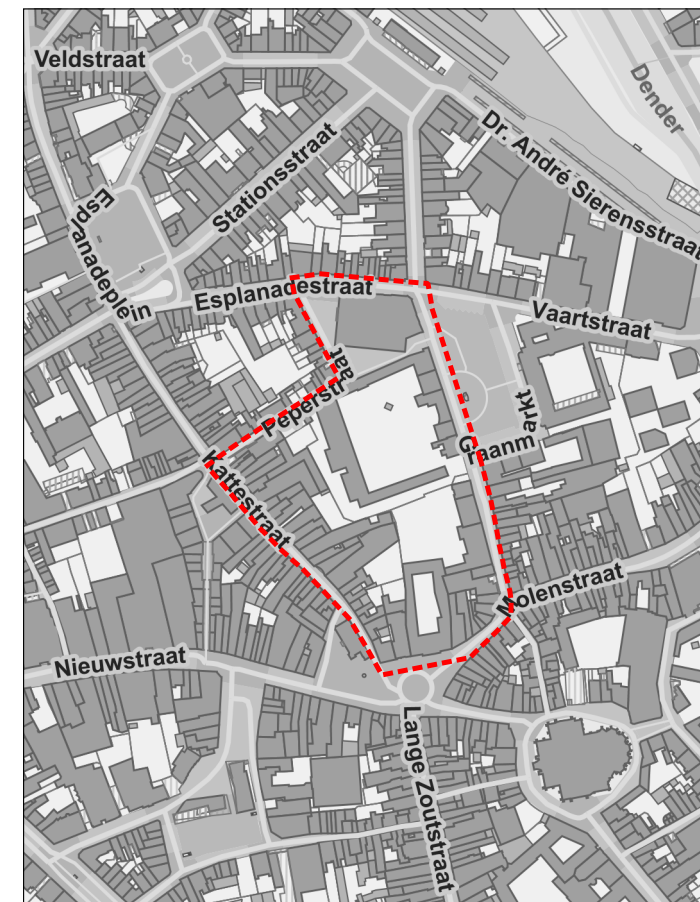 Veldstraat
Dender
Dr. André Sierensstraat
Stationsstraat
Esplanadeplein
Esplanadestraat
Vaartstraat
Peperstraat
Graanmarkt
Kattestraat
Molenstraat
Nieuwstraat
Lange Zoutstraat